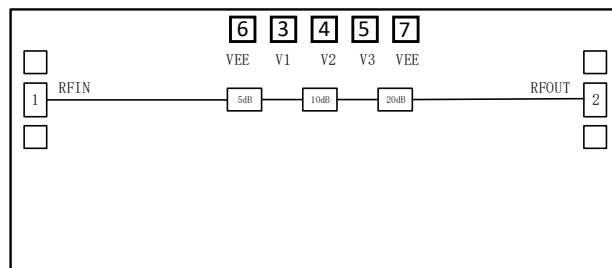 6 3 4 5 7
VEE V1 V2 V3 VEE
RFIN RFOUT
1 5dB 10dB 20dB 2